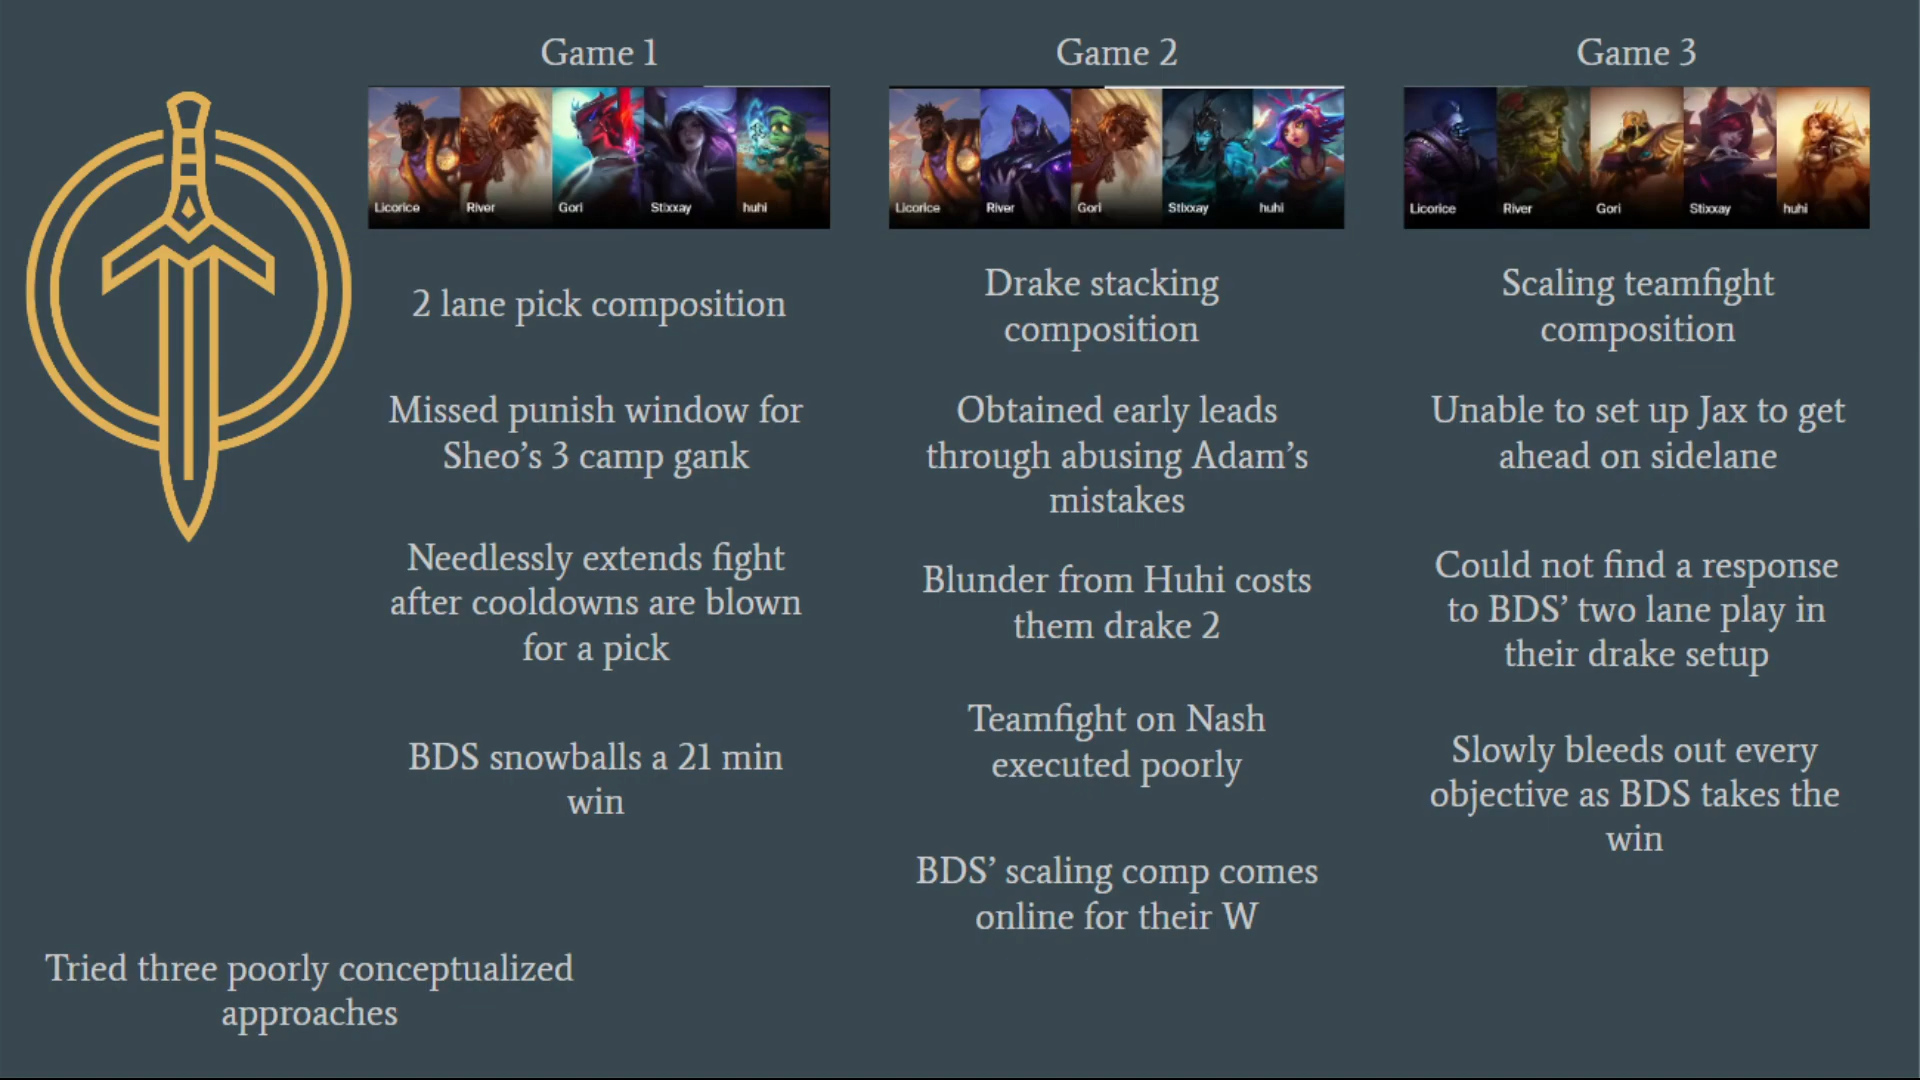 Game 1
Licorice River Gori Stixxay huhi
2 lane pick composition
Missed punish window for
Sheo's 3 camp gank
Needlessly extends fight
after cooldowns are blown
for a pick
BDS snowballs a 21 min
win
Game 2
Licorice River Gori Stixxay huhi
Drake stacking
composition
Obtained early leads
through abusing Adam's
mistakes
Blunder from Huhi costs
them drake 2
Teamfight on Nash
executed poorly
BDS' scaling comp comes
online for their W
Game 3
Licorice River Gori Stixxay huhi
Scaling teamfight
composition
Unable to set up Jax to get
ahead on sidelane
Could not find a response
to BDS' two lane play in
their drake setup
Slowly bleeds out every
objective as BDS takes the
win
Tried three poorly conceptualized
approaches